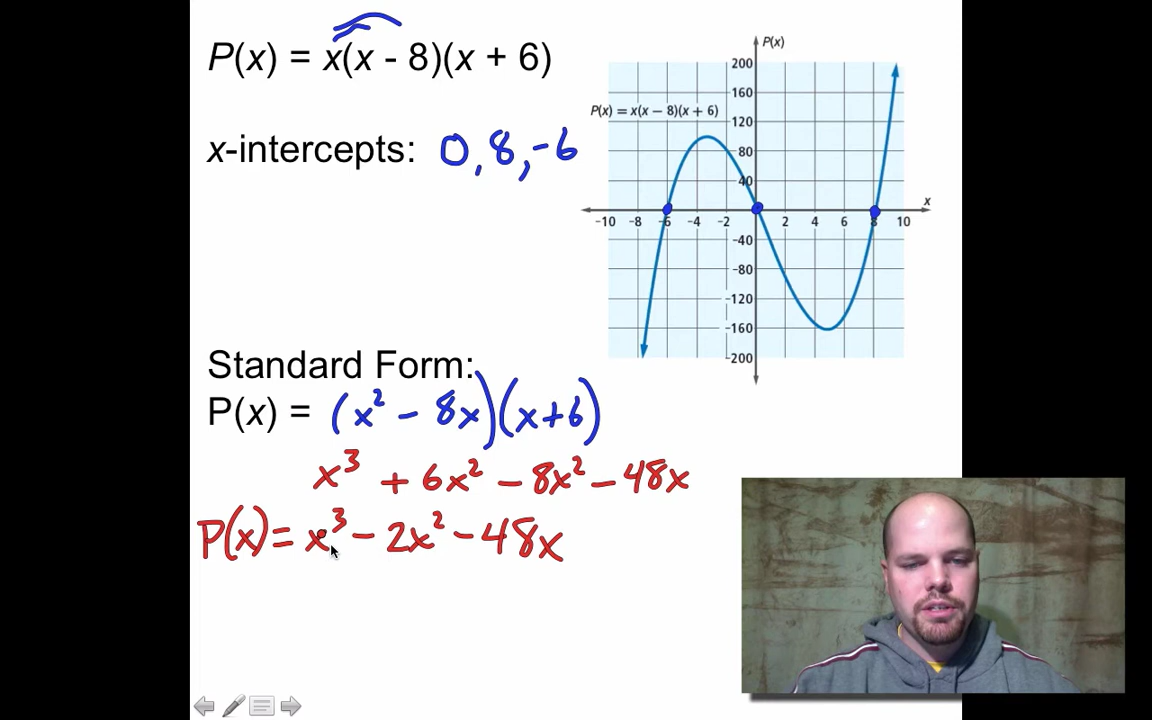 P(x) = x(x - 8)(x + 6)
x-intercepts: 0, 8, -6
P(x)
200
160
P(x) = x(x − 8)(x + 6)
120
80
40
x
-10 -8 -6 -4 -2 2 4 6 8 10
-40
-80
-120
-160
-200
Standard Form:
P(x) = (x² - 8x)(x+6)
x³ + 6x² - 8x² - 48x
P(x) = x³ - 2x² - 48x